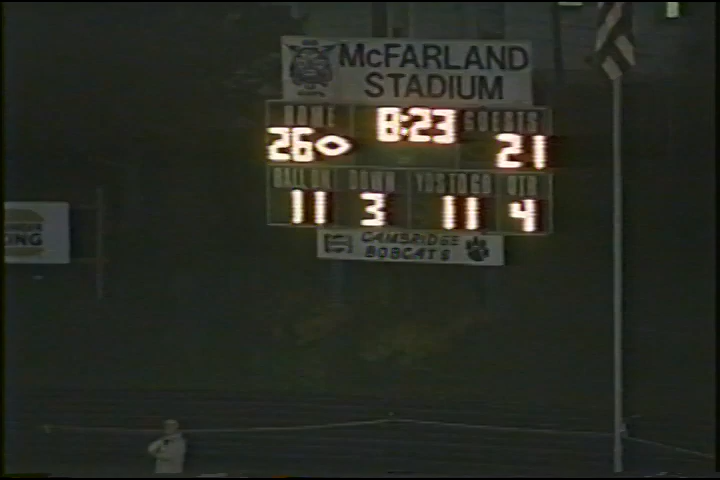 McFARLAND
STADIUM
HOME 8:23 GUESTS
26 21
BALL ON DOWN YDS TO GO QTR
11 3 11 4
CAMBRIDGE
BOBCATS